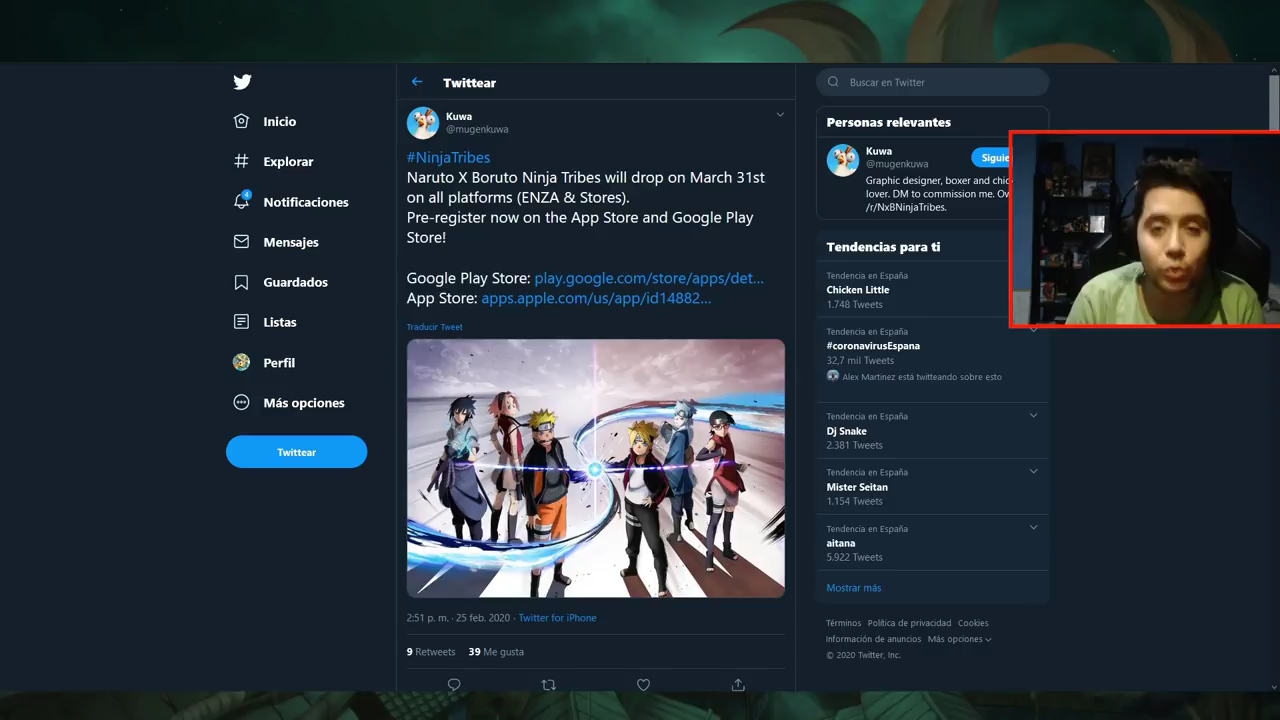 Inicio
Explorar
4
Notificaciones
Mensajes
Guardados
Listas
Perfil
Más opciones
Twittear
Twittear
Kuwa
@mugenkuwa
#NinjaTribes
Naruto X Boruto Ninja Tribes will drop on March 31st
on all platforms (ENZA & Stores).
Pre-register now on the App Store and Google Play
Store!
Google Play Store: play.google.com/store/apps/det...
App Store: apps.apple.com/us/app/id14882...
Traducir Tweet
2:51 p. m. · 25 feb. 2020 · Twitter for iPhone
9 Retweets 39 Me gusta
Buscar en Twitter
Personas relevantes
Kuwa
@mugenkuwa
Siguie
Graphic designer, boxer and chic
lover. DM to commission me. Ow
/r/NxBNinjaTribes.
Tendencias para ti
Tendencia en España
Chicken Little
1.748 Tweets
Tendencia en España
#coronavirusEspana
32,7 mil Tweets
Alex Martinez está twitteando sobre esto
Tendencia en España
Dj Snake
2.381 Tweets
Tendencia en España
Mister Seitan
1.154 Tweets
Tendencia en España
aitana
5.922 Tweets
Mostrar más
Términos Política de privacidad Cookies
Información de anuncios Más opciones
© 2020 Twitter, Inc.